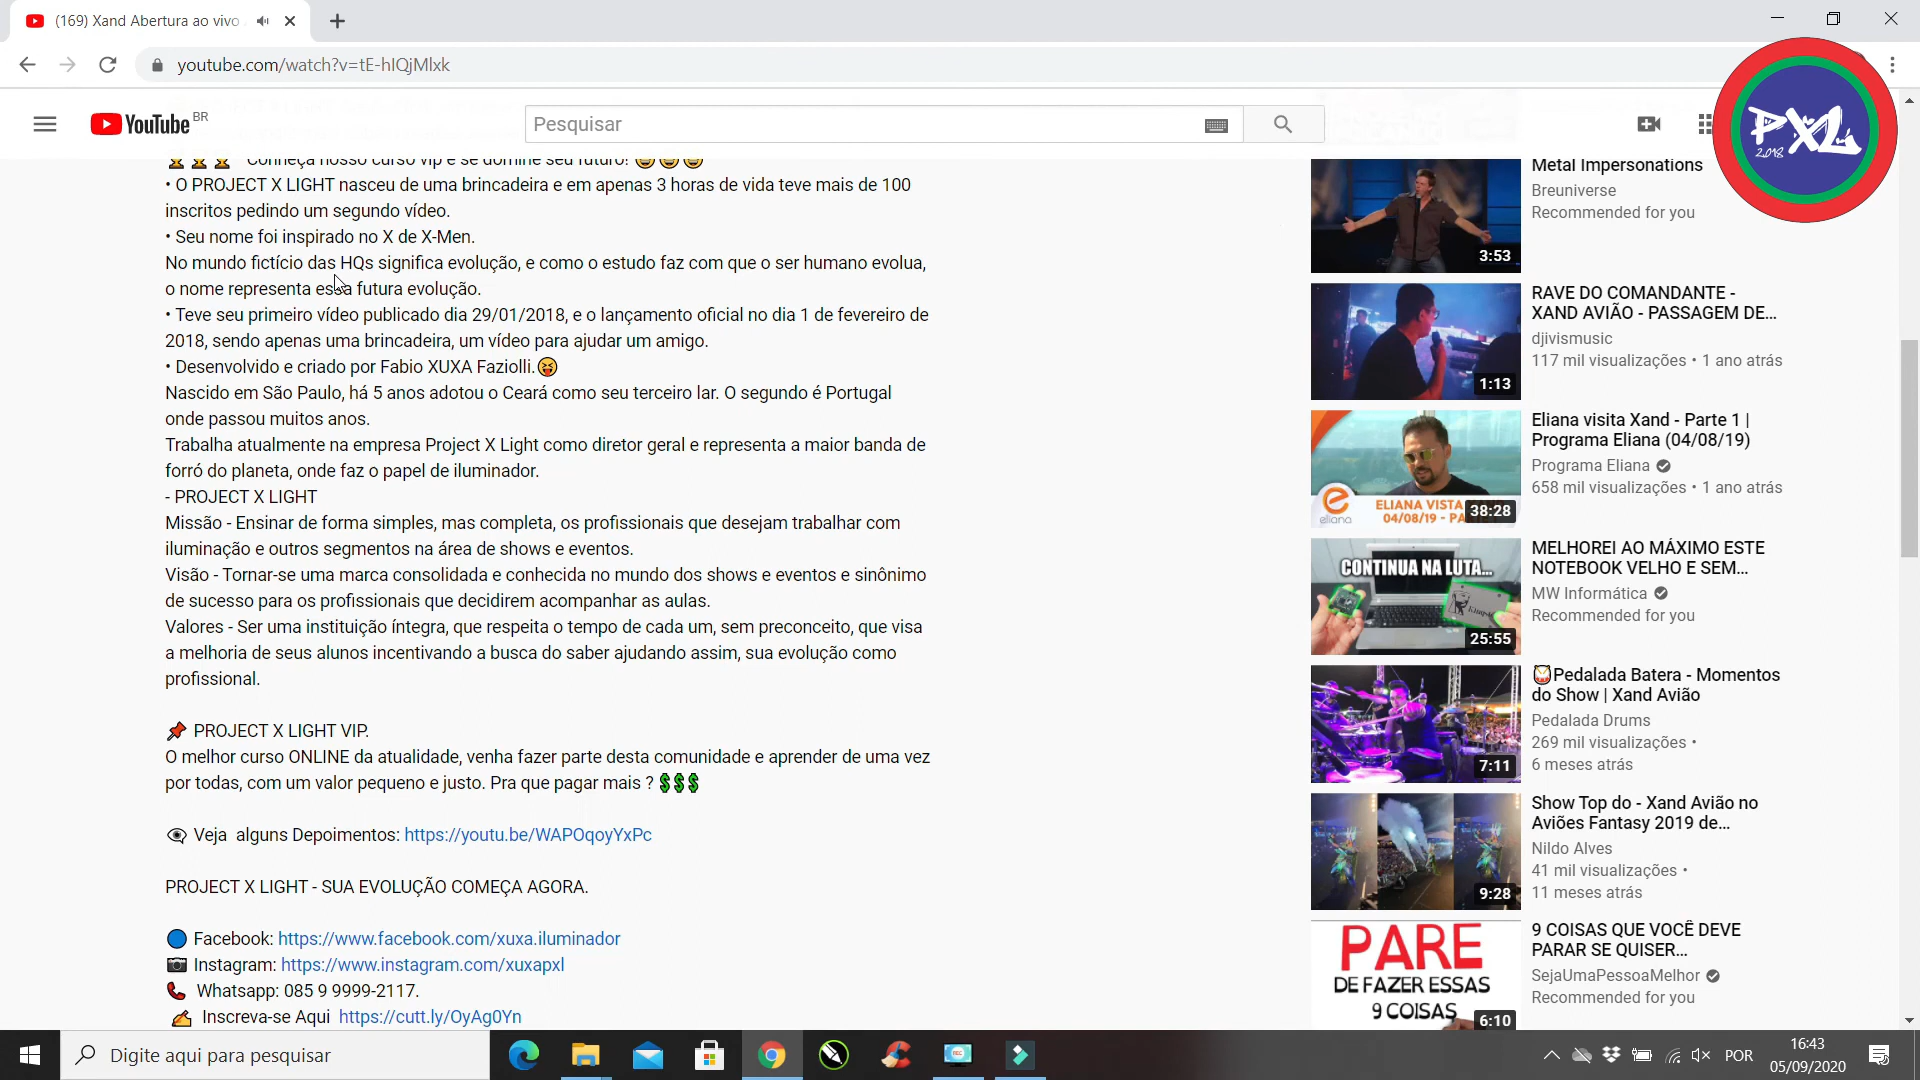 (169) Xand Abertura ao vivo
youtube.com/watch?v=tE-hIQjMlxk
YouTube BR
Pesquisar
PXL
2018
Conheça nosso curso vip e se domine seu futuro!
• O PROJECT X LIGHT nasceu de uma brincadeira e em apenas 3 horas de vida teve mais de 100
inscritos pedindo um segundo vídeo.
• Seu nome foi inspirado no X de X-Men.
No mundo fictício das HQs significa evolução, e como o estudo faz com que o ser humano evolua,
o nome representa essa futura evolução.
• Teve seu primeiro vídeo publicado dia 29/01/2018, e o lançamento oficial no dia 1 de fevereiro de
2018, sendo apenas uma brincadeira, um vídeo para ajudar um amigo.
• Desenvolvido e criado por Fabio XUXA Faziolli.😝
Nascido em São Paulo, há 5 anos adotou o Ceará como seu terceiro lar. O segundo é Portugal
onde passou muitos anos.
Trabalha atualmente na empresa Project X Light como diretor geral e representa a maior banda de
forró do planeta, onde faz o papel de iluminador.
- PROJECT X LIGHT
Missão - Ensinar de forma simples, mas completa, os profissionais que desejam trabalhar com
iluminação e outros segmentos na área de shows e eventos.
Visão - Tornar-se uma marca consolidada e conhecida no mundo dos shows e eventos e sinônimo
de sucesso para os profissionais que decidirem acompanhar as aulas.
Valores - Ser uma instituição íntegra, que respeita o tempo de cada um, sem preconceito, que visa
a melhoria de seus alunos incentivando a busca do saber ajudando assim, sua evolução como
profissional.
📌 PROJECT X LIGHT VIP.
O melhor curso ONLINE da atualidade, venha fazer parte desta comunidade e aprender de uma vez
por todas, com um valor pequeno e justo. Pra que pagar mais ? 💲💲💲
👁‍🗨 Veja alguns Depoimentos: https://youtu.be/WAPOqoyYxPc
PROJECT X LIGHT - SUA EVOLUÇÃO COMEÇA AGORA.
🔵 Facebook: https://www.facebook.com/xuxa.iluminador
📷 Instagram: https://www.instagram.com/xuxapxl
📞 Whatsapp: 085 9 9999-2117.
✍ Inscreva-se Aqui https://cutt.ly/OyAg0Yn
Metal Impersonations
Breuniverse
Recommended for you
3:53
RAVE DO COMANDANTE -
XAND AVIÃO - PASSAGEM DE...
djivismusic
117 mil visualizações • 1 ano atrás
1:13
Eliana visita Xand - Parte 1 |
Programa Eliana (04/08/19)
Programa Eliana
658 mil visualizações • 1 ano atrás
eliana
ELIANA VISTA
04/08/19 - PA
38:28
MELHOREI AO MÁXIMO ESTE
NOTEBOOK VELHO E SEM...
MW Informática
Recommended for you
CONTINUA NA LUTA...
25:55
🥁Pedalada Batera - Momentos
do Show | Xand Avião
Pedalada Drums
269 mil visualizações •
6 meses atrás
7:11
Show Top do - Xand Avião no
Aviões Fantasy 2019 de...
Nildo Alves
41 mil visualizações •
11 meses atrás
9:28
9 COISAS QUE VOCÊ DEVE
PARAR SE QUISER...
SejaUmaPessoaMelhor
Recommended for you
PARE
DE FAZER ESSAS
9 COISAS
6:10
Digite aqui para pesquisar
POR
16:43
05/09/2020